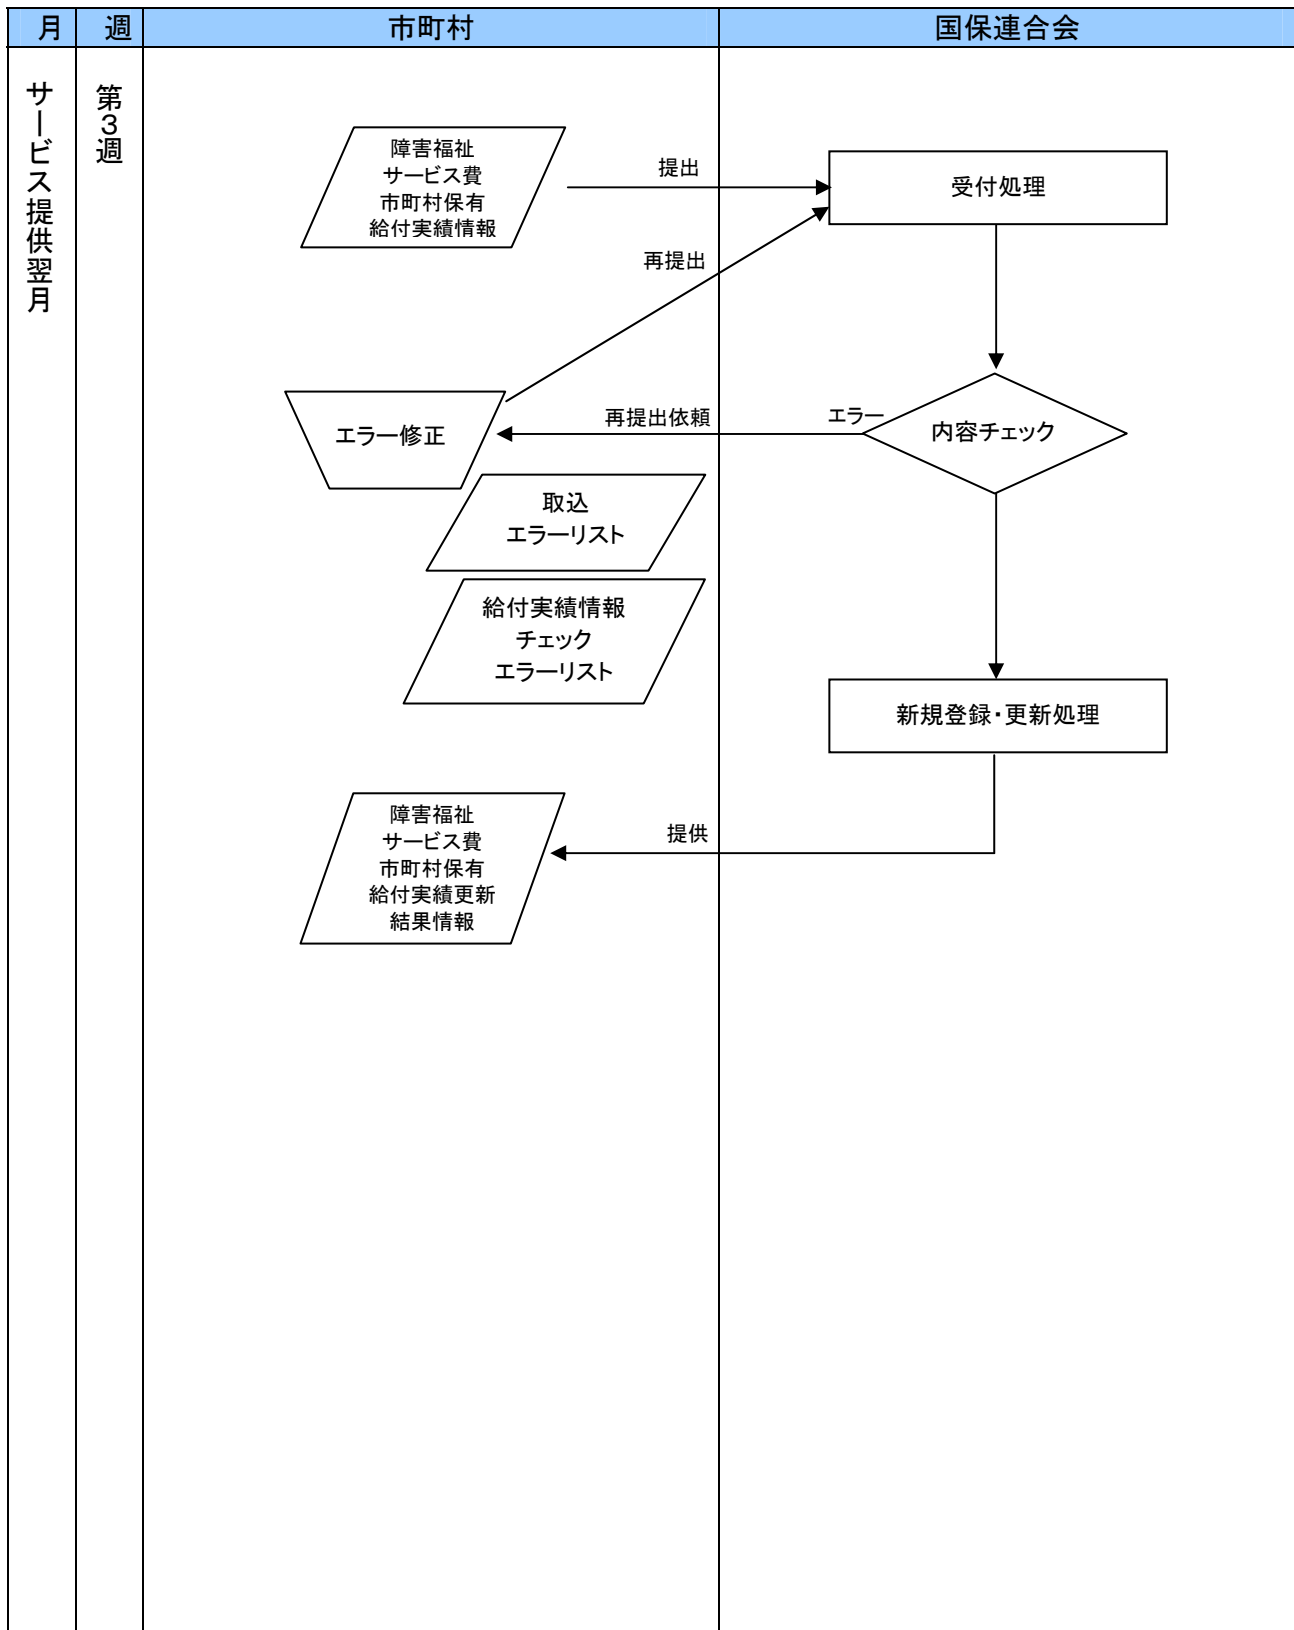 月 週 市町村 国保連合会
サービス提供翌月
第3週
障害福祉
サービス費
市町村保有
給付実績情報
提出
受付処理
再提出
エラー修正
再提出依頼
エラー
内容チェック
取込
エラーリスト
給付実績情報
チェック
エラーリスト
新規登録・更新処理
障害福祉
サービス費
市町村保有
給付実績更新
結果情報
提供